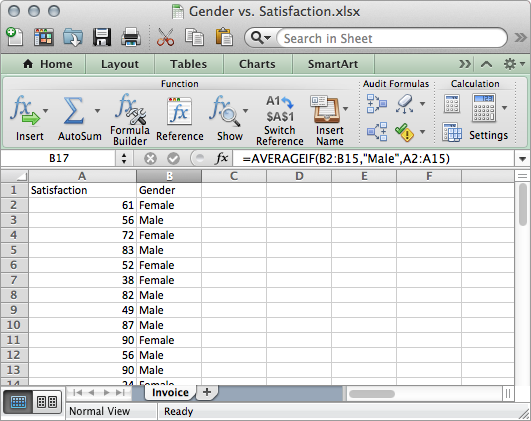 Gender vs. Satisfaction.xlsx
Search in Sheet
Home Layout Tables Charts SmartArt
Function Audit Formulas Calculation
Insert AutoSum Formula Builder Reference Show A1 $A$1 Switch Reference Insert Name Settings
B17 fx =AVERAGEIF(B2:B15,"Male",A2:A15)
A B C D E F
1 Satisfaction Gender
2 61 Female
3 56 Male
4 72 Female
5 83 Male
6 52 Female
7 38 Female
8 82 Male
9 49 Male
10 87 Male
11 90 Female
12 56 Male
13 90 Male
14 24 Female
Invoice
Normal View Ready